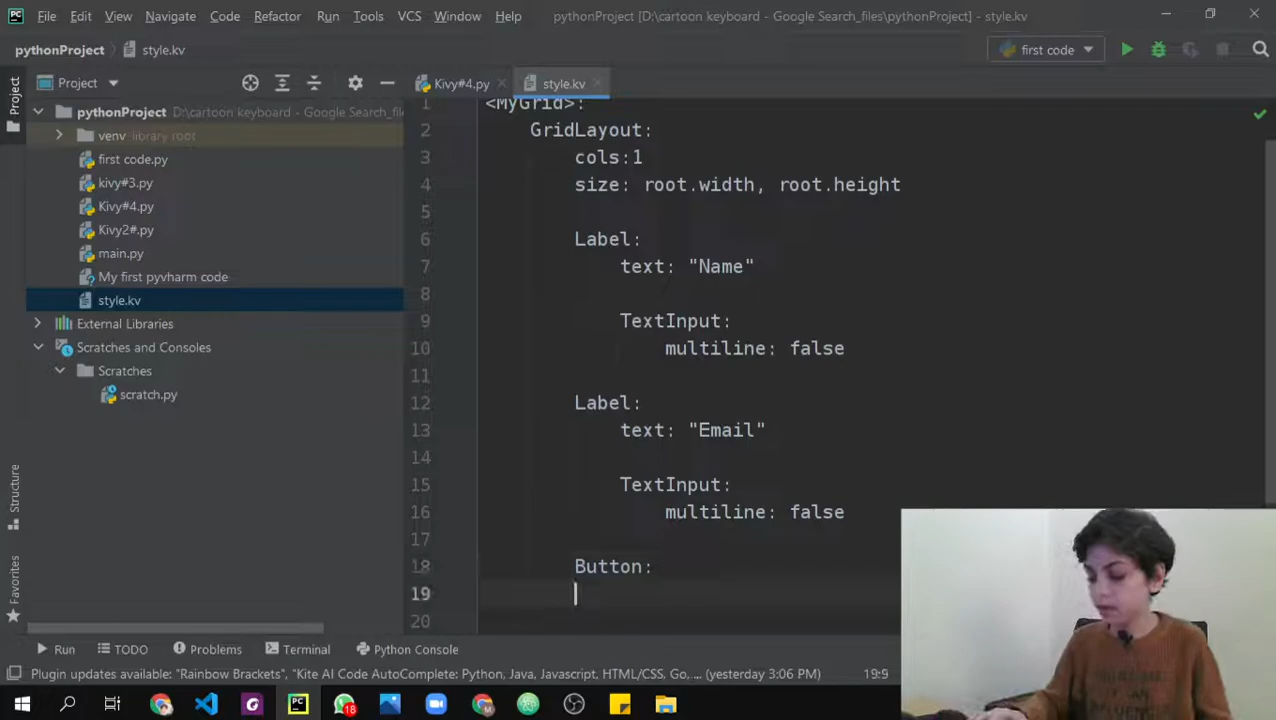 File Edit View Navigate Code Refactor Run Tools VCS Window Help pythonProject [D:\cartoon keyboard - Google Search_files\pythonProject] - style.kv
pythonProject style.kv first code
Project Kivy#4.py style.kv
Project
pythonProject D:\cartoon keyboard - Google Search_file
venv library root
first code.py
kivy#3.py
Kivy#4.py
Kivy2#.py
main.py
My first pyvharm code
style.kv
External Libraries
Scratches and Consoles
Scratches
scratch.py
1 <MyGrid>:
2 GridLayout:
3 cols:1
4 size: root.width, root.height
5
6 Label:
7 text: "Name"
8
9 TextInput:
10 multiline: false
11
12 Label:
13 text: "Email"
14
15 TextInput:
16 multiline: false
17
18 Button:
19
20
Structure
Favorites
Run TODO Problems Terminal Python Console
Plugin updates available: "Rainbow Brackets", "Kite AI Code AutoComplete: Python, Java, Javascript, HTML/CSS, Go,... (yesterday 3:06 PM) 19:9
18